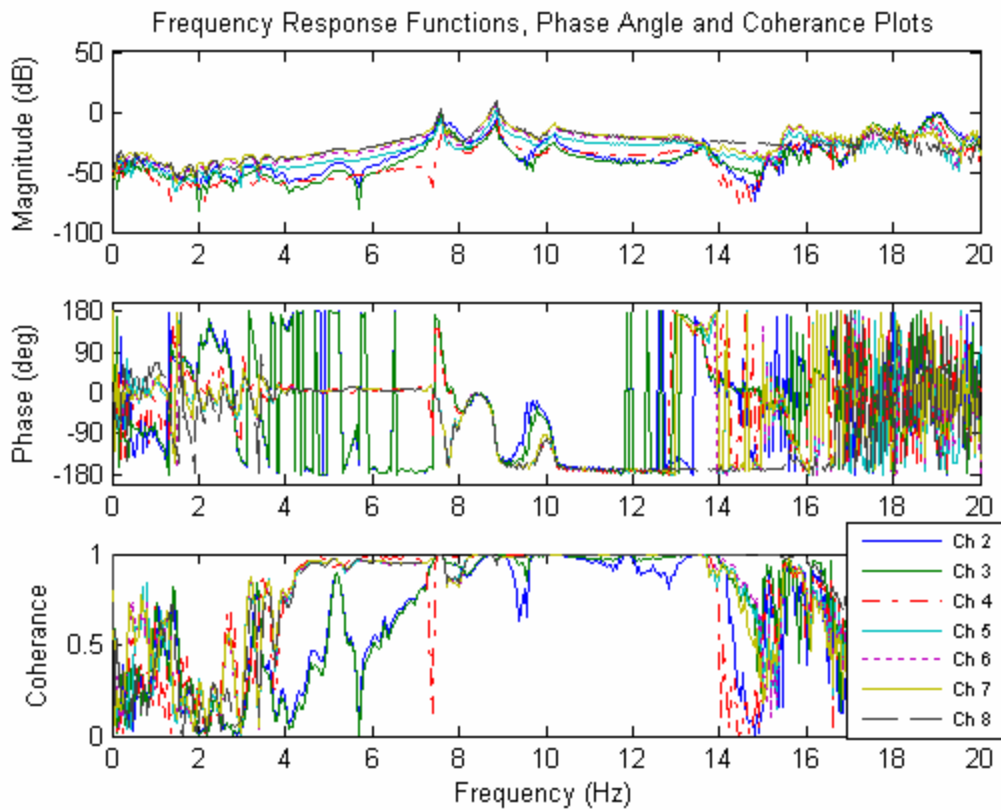 Frequency Response Functions, Phase Angle and Coherance Plots
Magnitude (dB)
50
0
-50
-100
0 2 4 6 8 10 12 14 16 18 20
Phase (deg)
180
90
0
-90
-180
0 2 4 6 8 10 12 14 16 18 20
Coherance
1
0.5
0
0 2 4 6 8 10 12 14 16 18 20
Frequency (Hz)
Ch 2
Ch 3
Ch 4
Ch 5
Ch 6
Ch 7
Ch 8